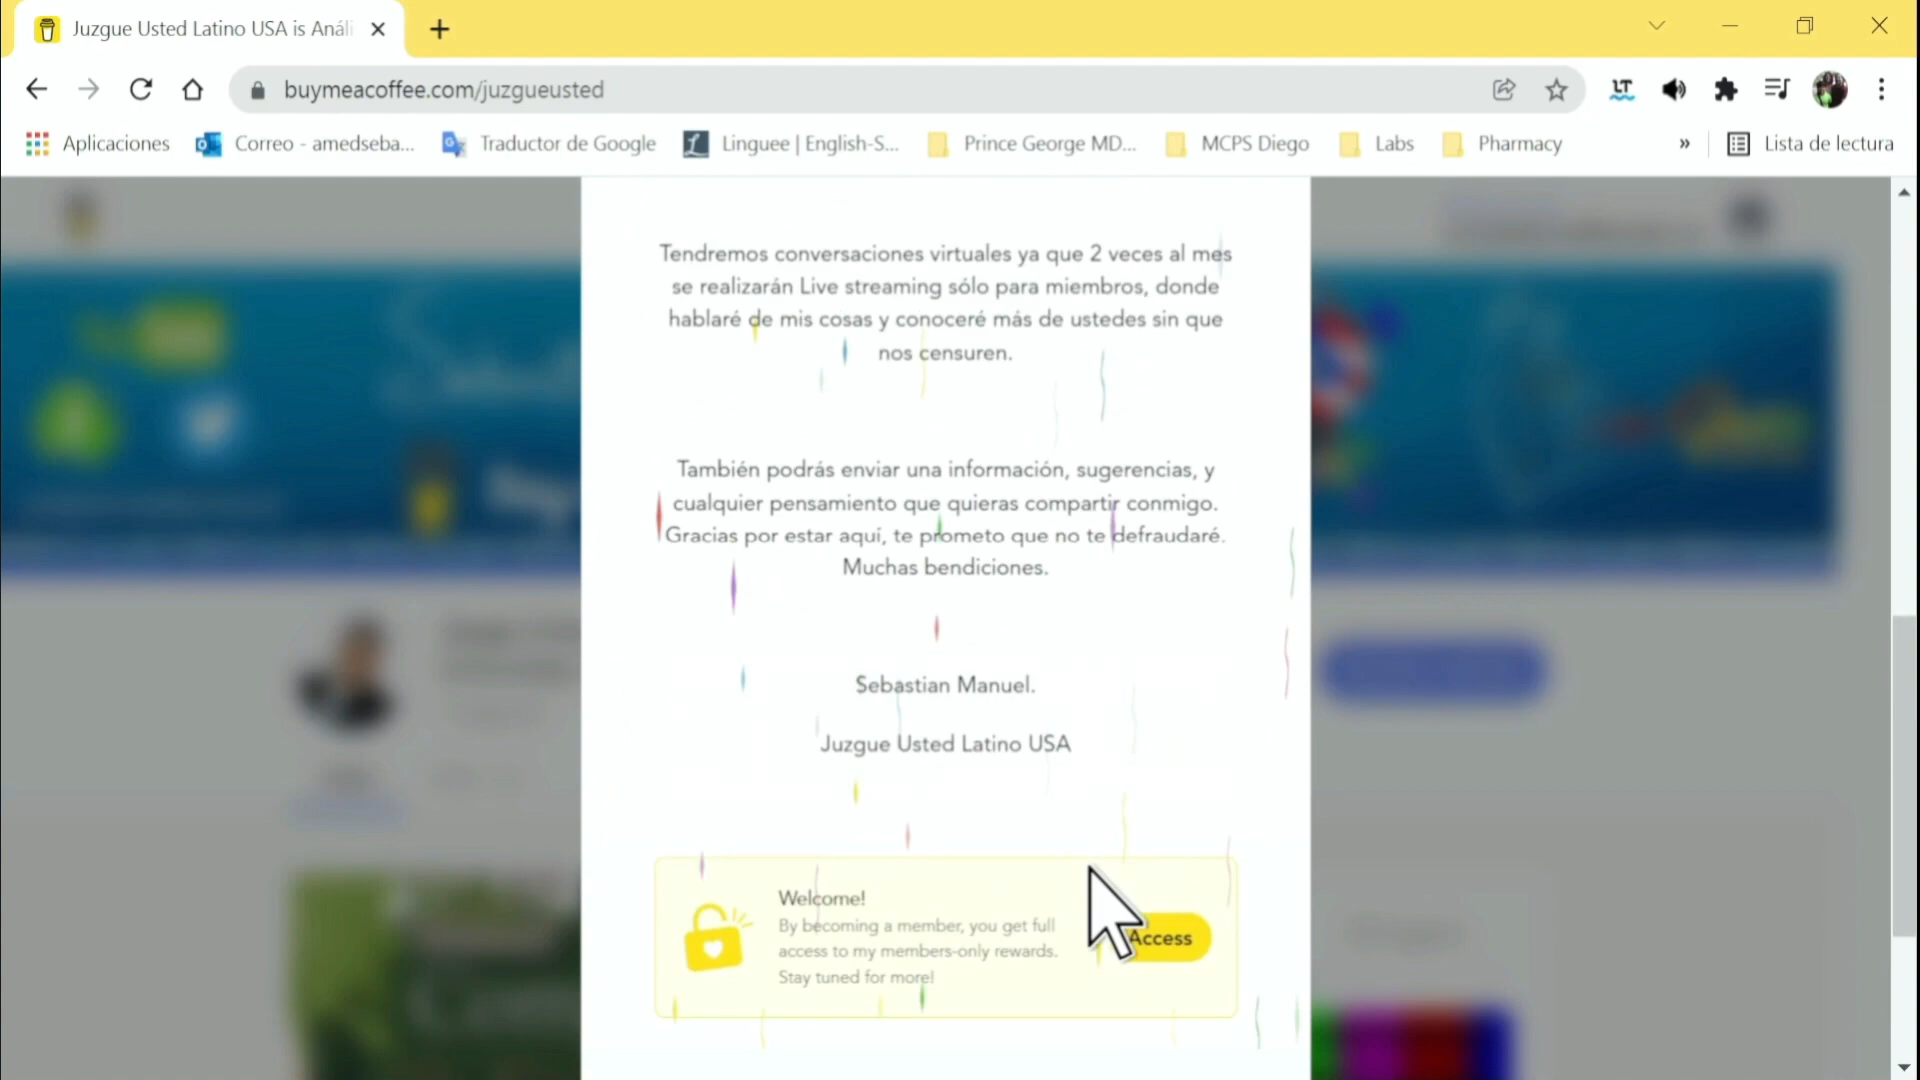 Juzgue Usted Latino USA is Análi
buymeacoffee.com/juzgueusted
Aplicaciones Correo - amedseba... Traductor de Google Linguee | English-S... Prince George MD... MCPS Diego Labs Pharmacy » Lista de lectura
Tendremos conversaciones virtuales ya que 2 veces al mes
se realizarán Live streaming sólo para miembros, donde
hablaré de mis cosas y conoceré más de ustedes sin que
nos censuren.
También podrás enviar una información, sugerencias, y
cualquier pensamiento que quieras compartir conmigo.
Gracias por estar aquí, te prometo que no te defraudaré.
Muchas bendiciones.
Sebastian Manuel.
Juzgue Usted Latino USA
Welcome!
By becoming a member, you get full
access to my members-only rewards.
Stay tuned for more!
Access